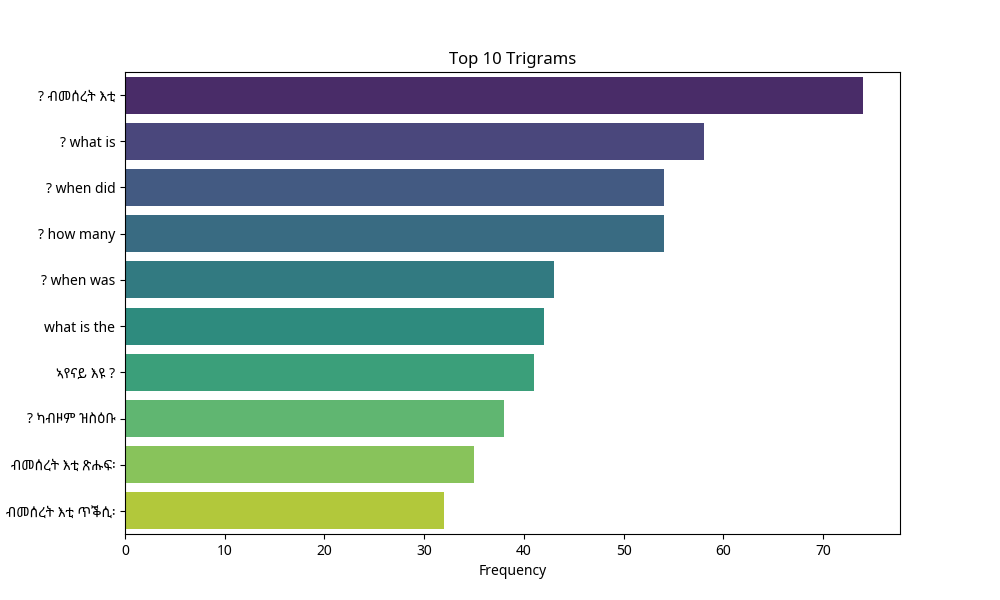 Top 10 Trigrams
? ብመሰረት እቲ
? what is
? when did
? how many
? when was
what is the
ኣየናይ እዩ ?
? ካብዞም ዝስዕቡ
ብመሰረት እቲ ጽሑፍ፡
ብመሰረት እቲ ጥቕሲ፡
0 10 20 30 40 50 60 70
Frequency